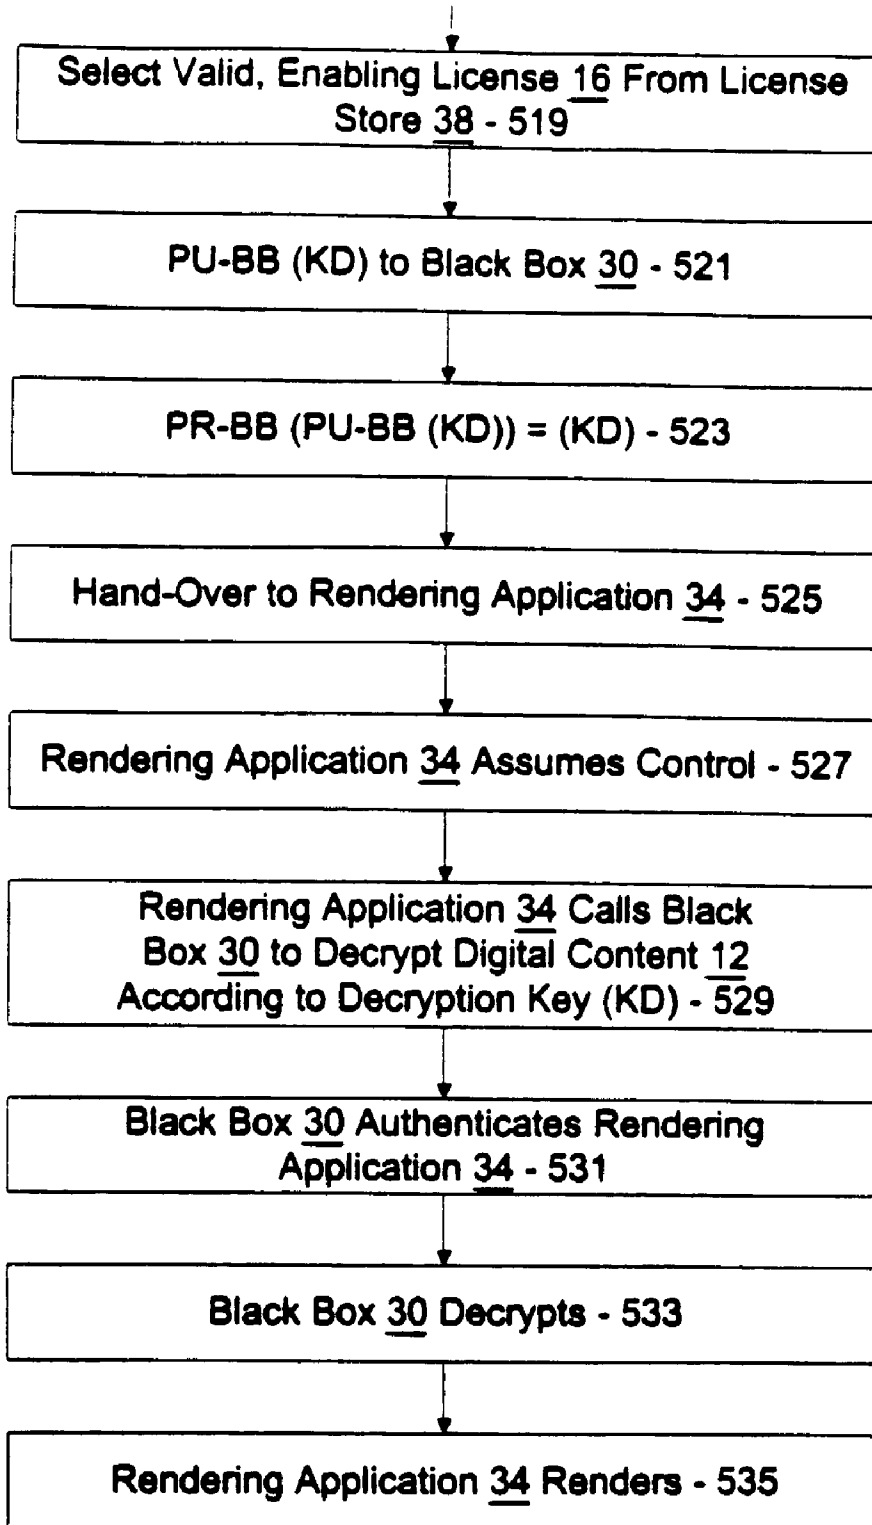 Select Valid, Enabling License 16 From License
Store 38 - 519
PU-BB (KD) to Black Box 30 - 521
PR-BB (PU-BB (KD)) = (KD) - 523
Hand-Over to Rendering Application 34 - 525
Rendering Application 34 Assumes Control - 527
Rendering Application 34 Calls Black
Box 30 to Decrypt Digital Content 12
According to Decryption Key (KD) - 529
Black Box 30 Authenticates Rendering
Application 34 - 531
Black Box 30 Decrypts - 533
Rendering Application 34 Renders - 535